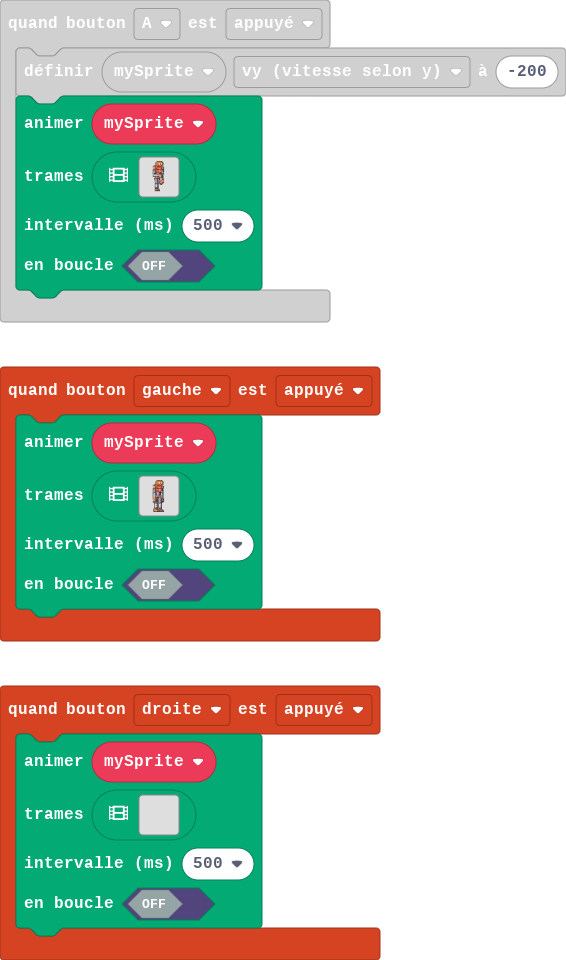 quand bouton A est appuyé
définir mySprite vy (vitesse selon y) à -200
animer mySprite
trames
intervalle (ms) 500
en boucle OFF
quand bouton gauche est appuyé
animer mySprite
trames
intervalle (ms) 500
en boucle OFF
quand bouton droite est appuyé
animer mySprite
trames
intervalle (ms) 500
en boucle OFF